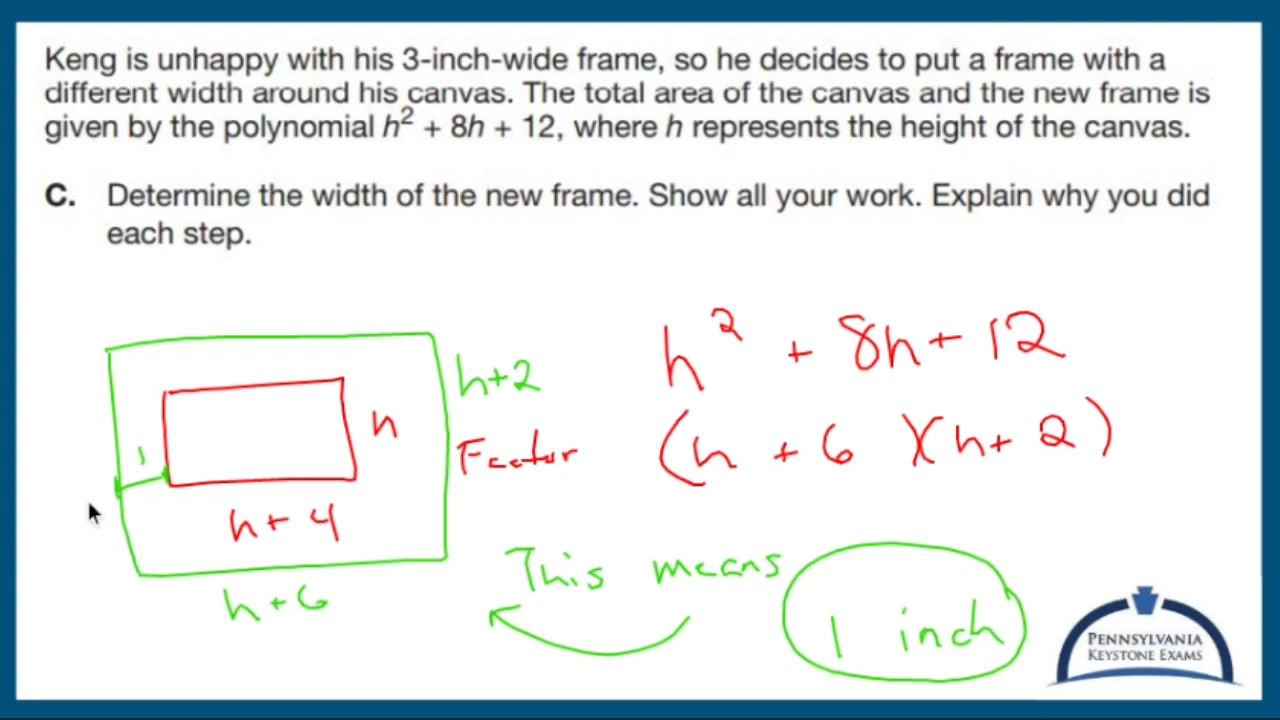 Keng is unhappy with his 3-inch-wide frame, so he decides to put a frame with a
different width around his canvas. The total area of the canvas and the new frame is
given by the polynomial h² + 8h + 12, where h represents the height of the canvas.
C. Determine the width of the new frame. Show all your work. Explain why you did
each step.
h² + 8h + 12
h+2
h
Factor (h + 6)(h + 2)
1
h + 4
h+6
This means
1 inch
PENNSYLVANIA
KEYSTONE EXAMS